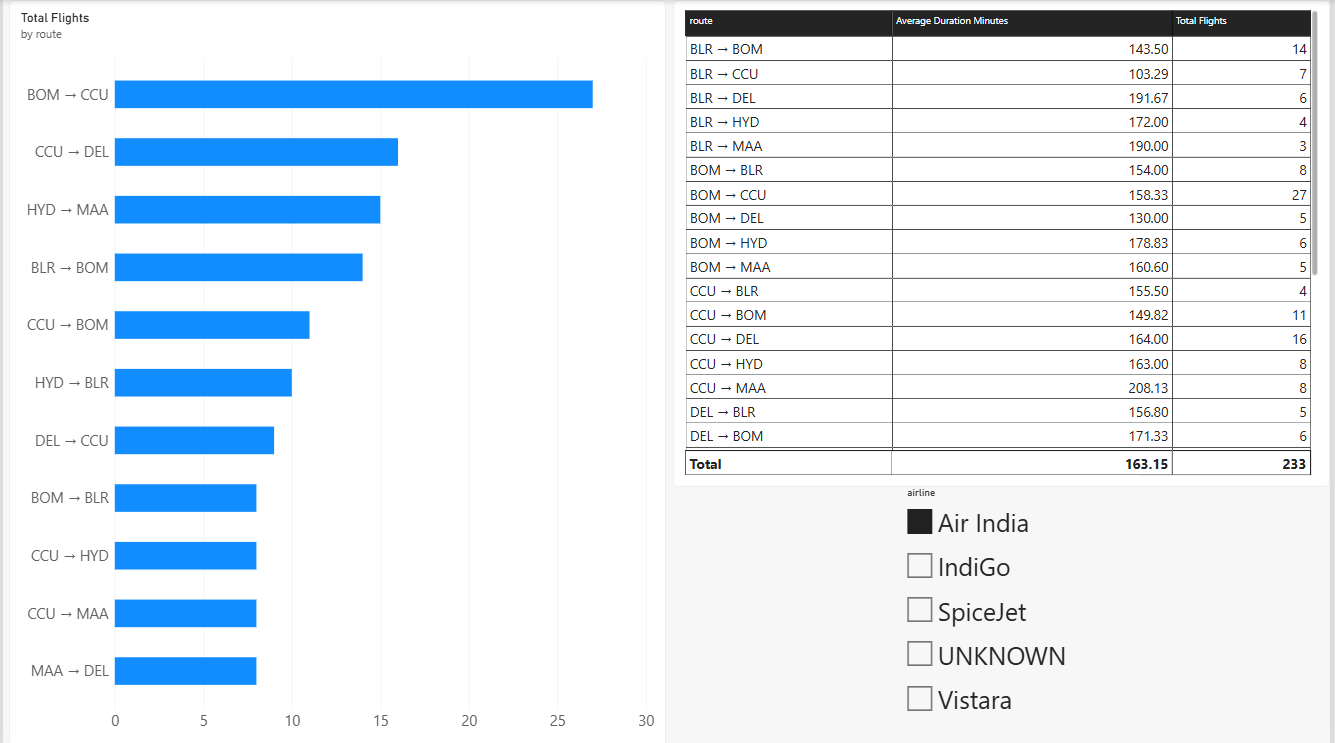 Total Flights
by route
BOM → CCU
CCU → DEL
HYD → MAA
BLR → BOM
CCU → BOM
HYD → BLR
DEL → CCU
BOM → BLR
CCU → HYD
CCU → MAA
MAA → DEL
0 5 10 15 20 25 30
route Average Duration Minutes Total Flights
BLR → BOM 143.50 14
BLR → CCU 103.29 7
BLR → DEL 191.67 6
BLR → HYD 172.00 4
BLR → MAA 190.00 3
BOM → BLR 154.00 8
BOM → CCU 158.33 27
BOM → DEL 130.00 5
BOM → HYD 178.83 6
BOM → MAA 160.60 5
CCU → BLR 155.50 4
CCU → BOM 149.82 11
CCU → DEL 164.00 16
CCU → HYD 163.00 8
CCU → MAA 208.13 8
DEL → BLR 156.80 5
DEL → BOM 171.33 6
Total 163.15 233
airline
Air India
IndiGo
SpiceJet
UNKNOWN
Vistara